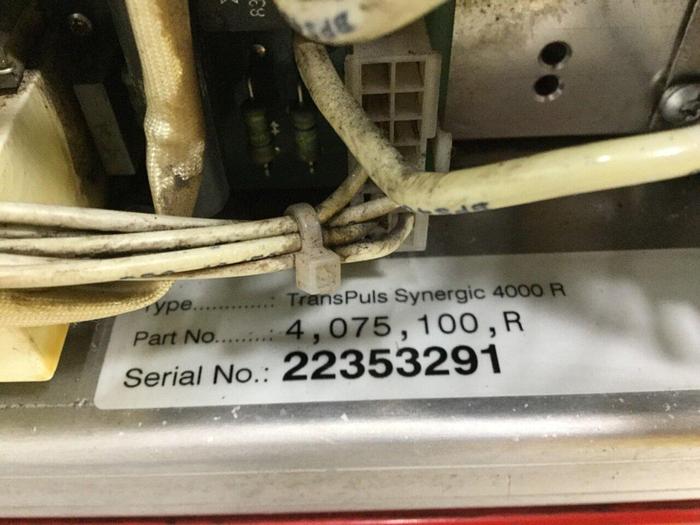 Type............: TransPuls Synergic 4000 R
Part No.........: 4,075,100,R
Serial No.: 22353291